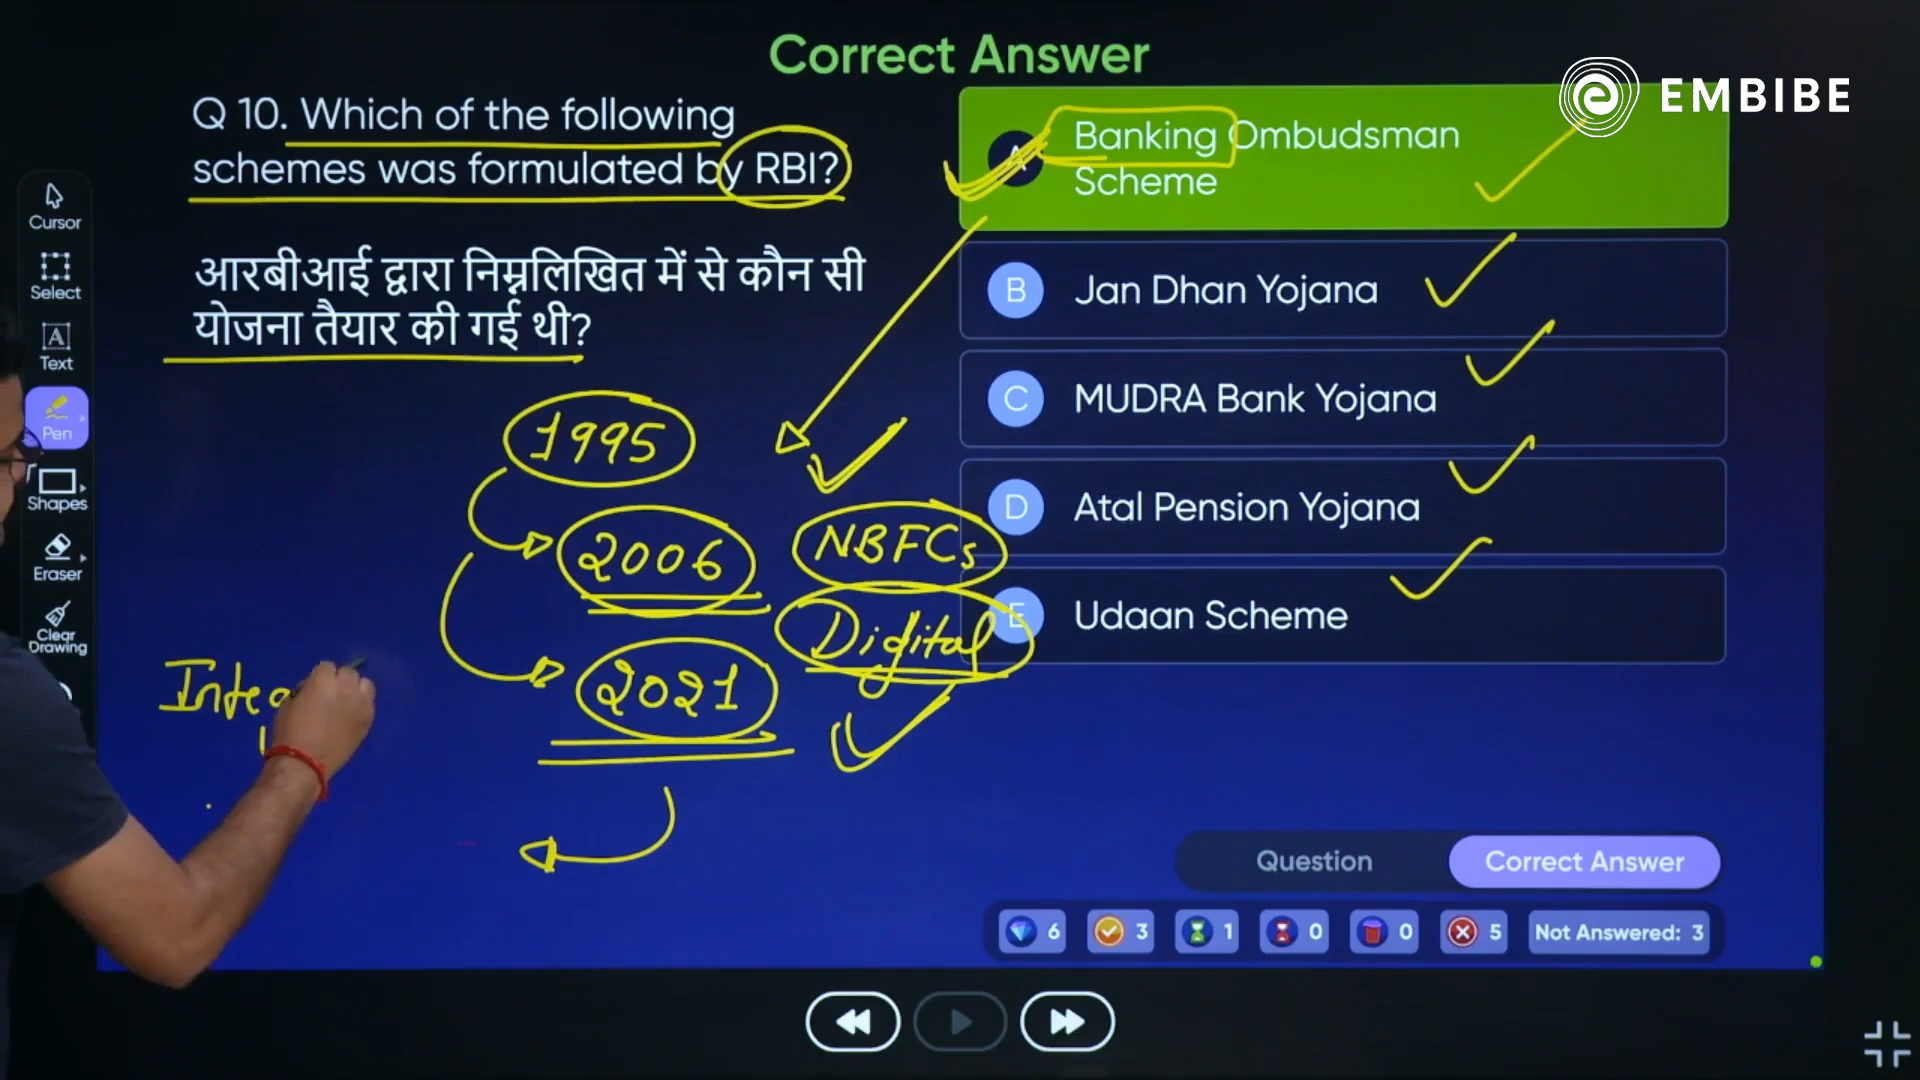 Correct Answer
EMBIBE
Q 10. Which of the following
schemes was formulated by RBI?
आरबीआई द्वारा निम्नलिखित में से कौन सी
योजना तैयार की गई थी?
A Banking Ombudsman
Scheme
B Jan Dhan Yojana
C MUDRA Bank Yojana
D Atal Pension Yojana
E Udaan Scheme
Cursor
Select
Text
Pen
Shapes
Eraser
Clear
Drawing
1995
2006
2021
NBFCs
Digital
Integ
Question
Correct Answer
6 3 1 0 0 5 Not Answered: 3